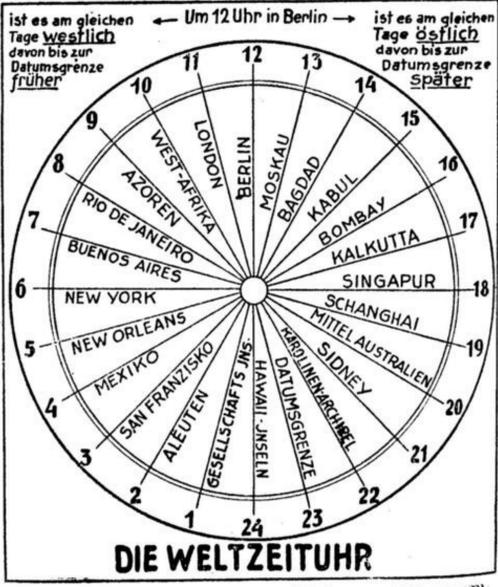 ist es am gleichen
Tage westlich
davon bis zur
Datumsgrenze
früher
← Um 12 Uhr in Berlin →
ist es am gleichen
Tage östlich
davon bis zur
Datumsgrenze
später
12
13
14
15
16
17
18
19
20
21
22
23
24
1
2
3
4
5
6
7
8
9
10
11
BERLIN
MOSKAU
BAGDAD
KABUL
BOMBAY
KALKUTTA
SINGAPUR
SCHANGHAI
MITTEL AUSTRALIEN
SIDNEY
KAROLINENARCHIPEL
DATUMSGRENZE
HAWAII-JNSELN
GESELLSCHAFTS JNS.
ALEUTEN
SAN FRANZISKO
MEXIKO
NEW ORLEANS
NEW YORK
BUENOS AIRES
RIO DE JANEIRO
AZOREN
WEST-AFRIKA
LONDON
DIE WELTZEITUHR